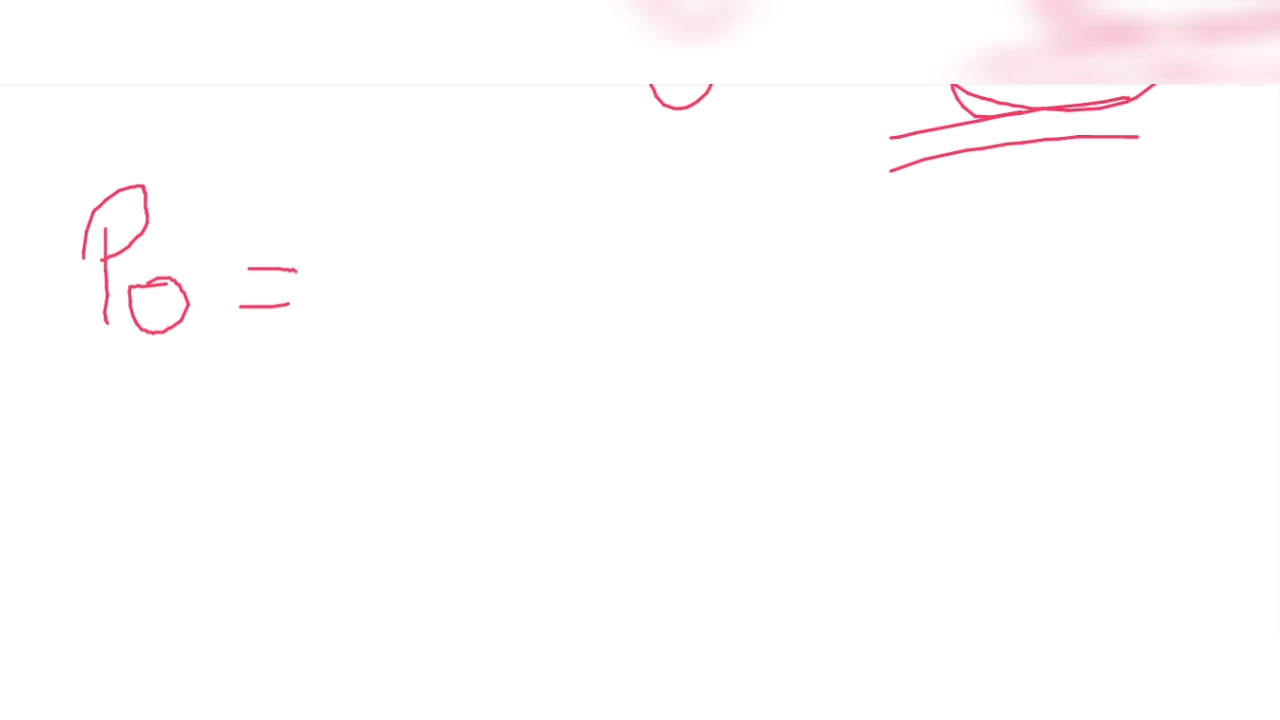 P₀ =